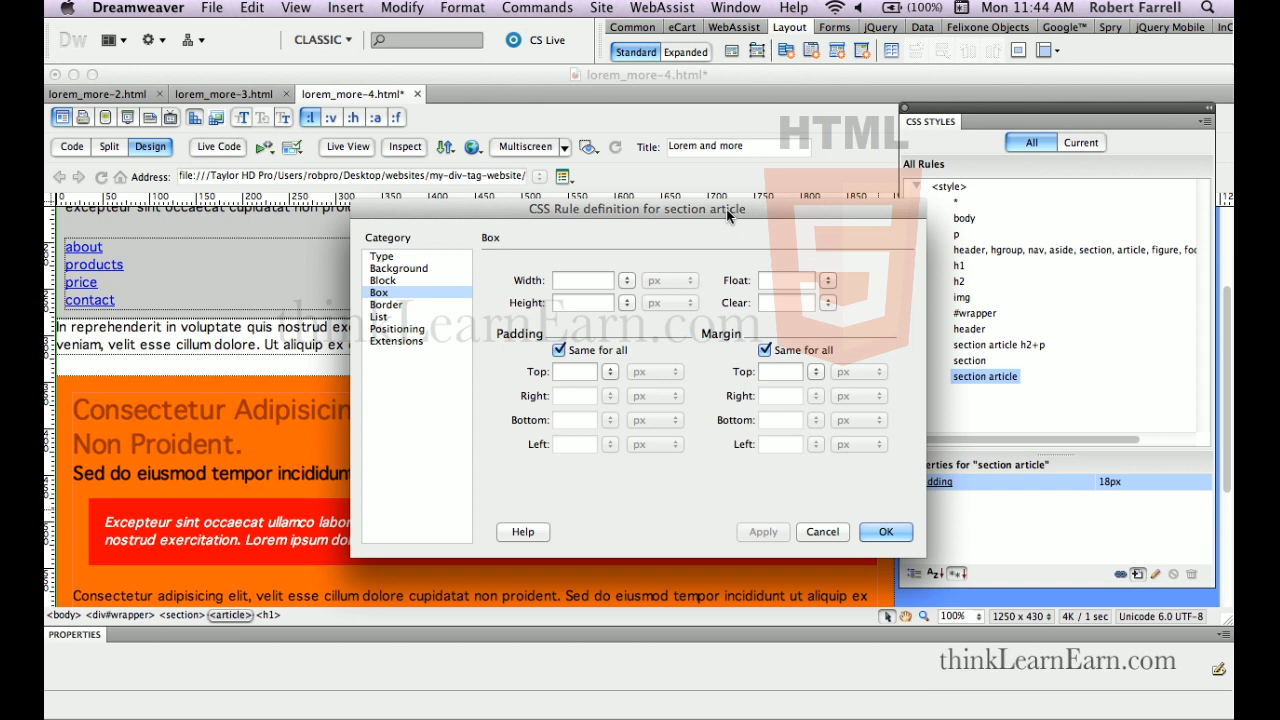 Dreamweaver File Edit View Insert Modify Format Commands Site WebAssist Window Help (100%) Mon 11:44 AM Robert Farrell
Dw CLASSIC CS Live
Common eCart WebAssist Layout Forms jQuery Data Felixone Objects Google™ Spry jQuery Mobile InC
Standard Expanded
lorem_more-4.html*
lorem_more-2.html lorem_more-3.html lorem_more-4.html*
:l :v :h :a :f
CSS STYLES
HTML
Code Split Design Live Code Live View Inspect Multiscreen Title: Lorem and more
All Current
Address: file:///Taylor HD Pro/Users/robpro/Desktop/websites/my-div-tag-website/
All Rules
<style>
*
body
p
header, hgroup, nav, aside, section, article, figure, foo
h1
h2
img
#wrapper
header
section article h2+p
section
section article
about
products
price
contact
In reprehenderit in voluptate quis nostrud exe
veniam, velit esse cillum dolore. Ut aliquip ex
Consectetur Adipisicin
Non Proident.
Sed do eiusmod tempor incididunt
Excepteur sint occaecat ullamco labor
nostrud exercitation. Lorem ipsum do
Consectetur adipisicing elit, velit esse cillum dolore cupidatat non proident. Sed do eiusmod tempor incididunt ut aliquip ex
CSS Rule definition for section article
Category
Type
Background
Block
Box
Border
List
Positioning
Extensions
Box
Width: px Float:
Height: px Clear:
thinkLearnEarn.com
Padding Margin
Same for all Same for all
Top: px Top: px
Right: px Right: px
Bottom: px Bottom: px
Left: px Left: px
Help Apply Cancel OK
erties for "section article"
dding 18px
<body> <div#wrapper> <section> <article> <h1> 100% 1250 x 430 4K / 1 sec Unicode 6.0 UTF-8
PROPERTIES
thinkLearnEarn.com